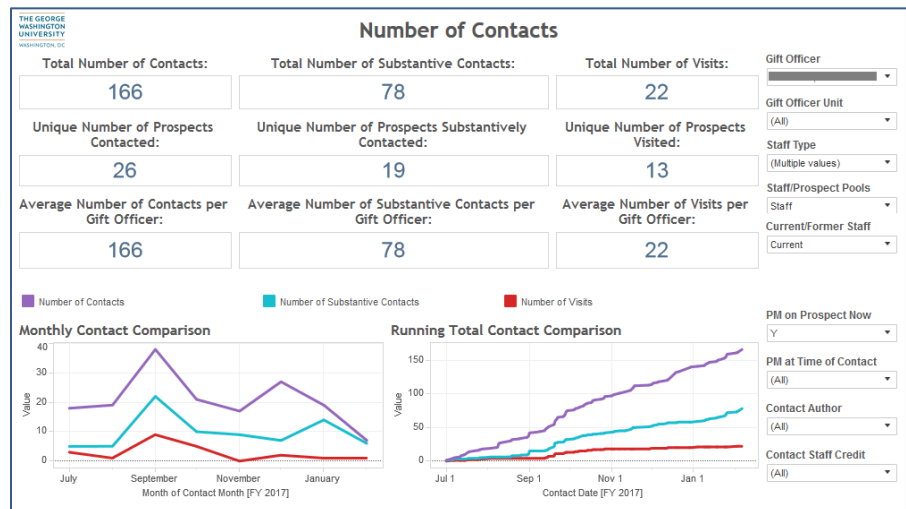 THE GEORGE
WASHINGTON
UNIVERSITY
WASHINGTON, DC
Number of Contacts
Total Number of Contacts:
166
Total Number of Substantive Contacts:
78
Total Number of Visits:
22
Unique Number of Prospects
Contacted:
26
Unique Number of Prospects Substantively
Contacted:
19
Unique Number of Prospects
Visited:
13
Average Number of Contacts per
Gift Officer:
166
Average Number of Substantive Contacts per
Gift Officer:
78
Average Number of Visits per
Gift Officer:
22
Gift Officer
Gift Officer Unit
(All)
Staff Type
(Multiple values)
Staff/Prospect Pools
Staff
Current/Former Staff
Current
Number of Contacts
Number of Substantive Contacts
Number of Visits
Monthly Contact Comparison
40
30
20
10
0
Value
July
September
November
January
Month of Contact Month [FY 2017]
Running Total Contact Comparison
150
100
50
0
Value
Jul 1
Sep 1
Nov 1
Jan 1
Contact Date [FY 2017]
PM on Prospect Now
Y
PM at Time of Contact
(All)
Contact Author
(All)
Contact Staff Credit
(All)